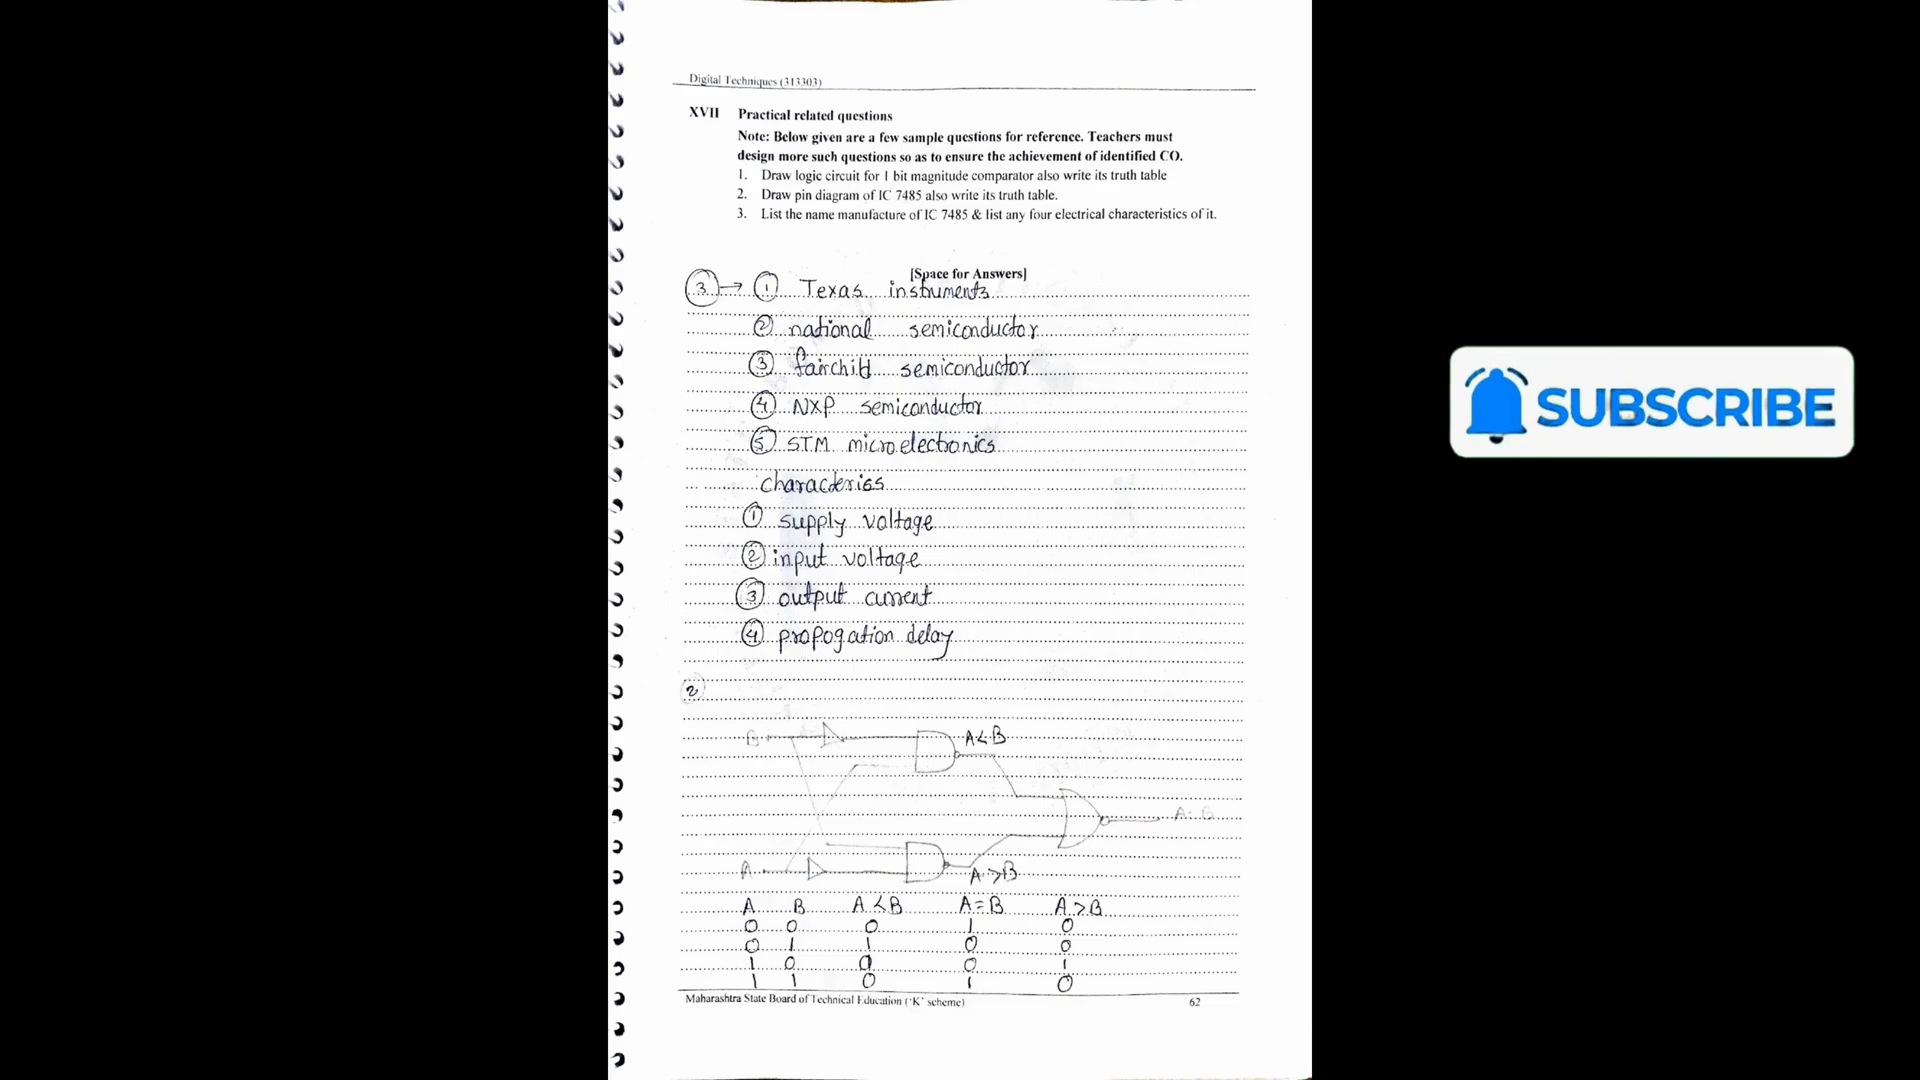 Digital Techniques (313303)
XVII Practical related questions
Note: Below given are a few sample questions for reference. Teachers must
design more such questions so as to ensure the achievement of identified CO.
1. Draw logic circuit for 1 bit magnitude comparator also write its truth table
2. Draw pin diagram of IC 7485 also write its truth table.
3. List the name manufacture of IC 7485 & list any four electrical characteristics of it.
[Space for Answers]
3 → 1 Texas instruments
2 national semiconductor
3 fairchild semiconductor
4 NXP semiconductor
5 STM microelectronics
characteriss
1 supply voltage
2 input voltage
3 output current
4 propogation delay
2
B A<B
A=B
A A>B
A B A<B A=B A>B
0 0 0 1 0
0 1 1 0 0
1 0 0 0 1
1 1 0 1 0
Maharashtra State Board of Technical Education ('K' scheme) 62
SUBSCRIBE